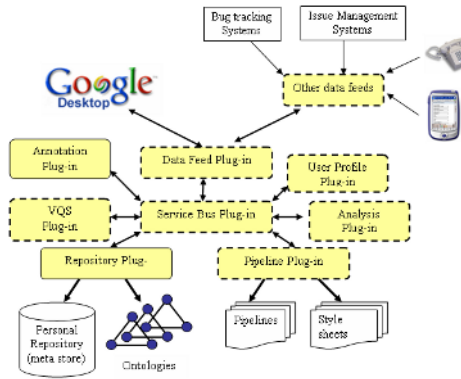 Bug tracking
Systems
Issue Management
Systems
Google
Desktop
Other data feeds
Annotation
Plug-in
Data Feed Plug-in
User Profile
Plug-in
VQS
Plug-in
Service Bus Plug-in
Analysis
Plug-in
Repository Plug-
Pipeline Plug-in
Personal
Repository
(meta store)
Ontologies
Pipelines
Style
sheets